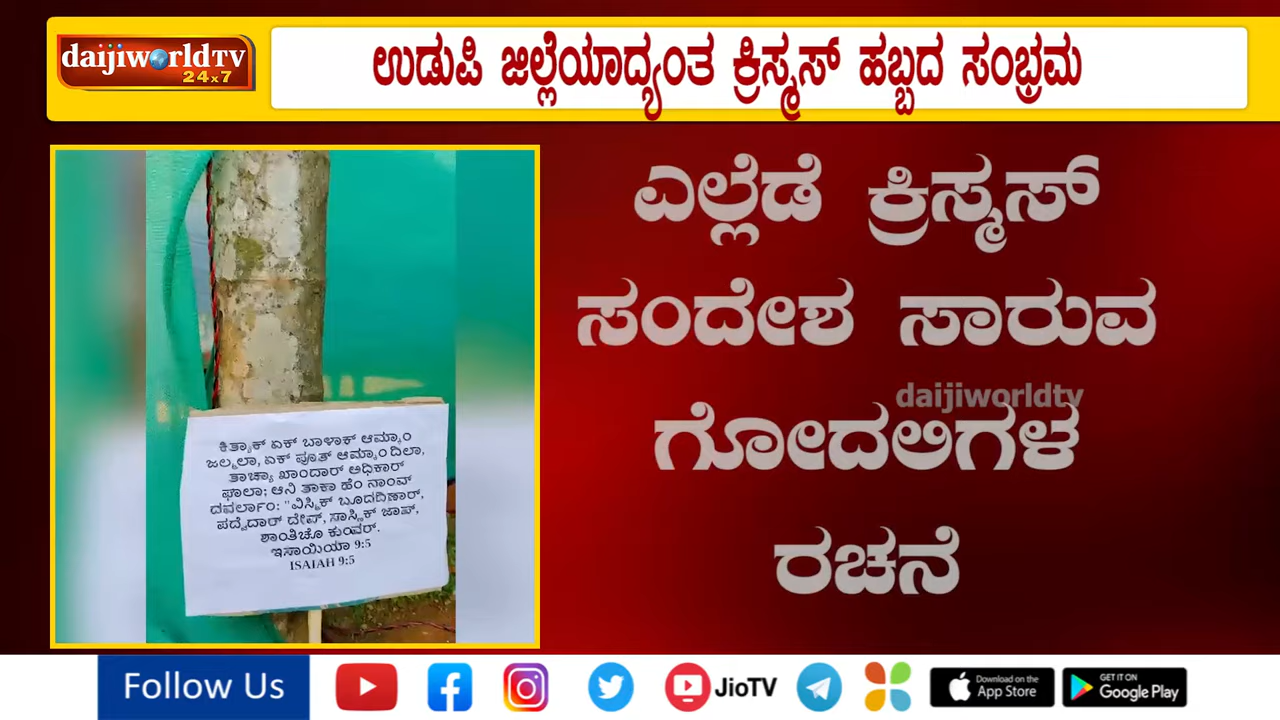 daijiworldTV
24x7
ಉಡುಪಿ ಜಿಲ್ಲೆಯಾದ್ಯಂತ ಕ್ರಿಸ್ಮಸ್ ಹಬ್ಬದ ಸಂಭ್ರಮ
ಎಲ್ಲೆಡೆ ಕ್ರಿಸ್ಮಸ್
ಸಂದೇಶ ಸಾರುವ
daijiworldtv
ಗೋದಲಿಗಳ
ರಚನೆ
ಕಿತ್ಯಾಕ್ ಏಕ್ ಬಾಳಾಕ್ ಆಮ್ಕಾಂ
ಜಲ್ಮಲಾ, ಏಕ್ ಪೂತ್ ಆಮ್ಕಾಂ ದಿಲಾ,
ತಾಚ್ಯಾ ಖಾಂದಾರ್ ಅಧಿಕಾರ್
ಘಾಲಾ; ಆನಿ ತಾಕಾ ಹೆಂ ನಾಂವ್
ದವರ್ಲಾಂ: "ವಿಸ್ಮಿಕ್ ಬೂದದಿಣಾರ್,
ಪದ್ವೆದಾರ್ ದೇವ್, ಸಾಸ್ಣಿಕ್ ಬಾಪ್,
ಶಾಂತಿಚೊ ಕುಂವರ್.
ಇಸಾಯಿಯಾ 9:5
ISAIAH 9:5
Follow Us
JioTV
Download on the
App Store
GET IT ON
Google Play